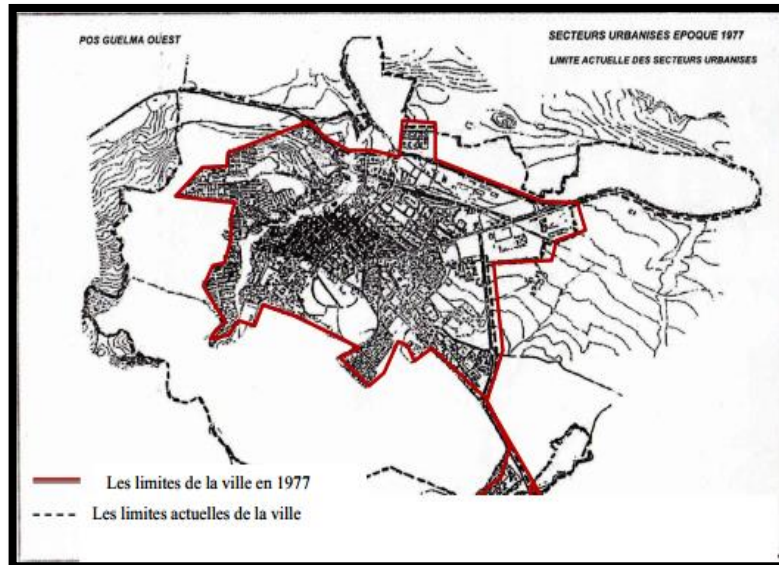 POS GUELMA OUEST
SECTEURS URBANISES EPOQUE 1977
LIMITE ACTUELLE DES SECTEURS URBANISES
Les limites de la ville en 1977
Les limites actuelles de la ville